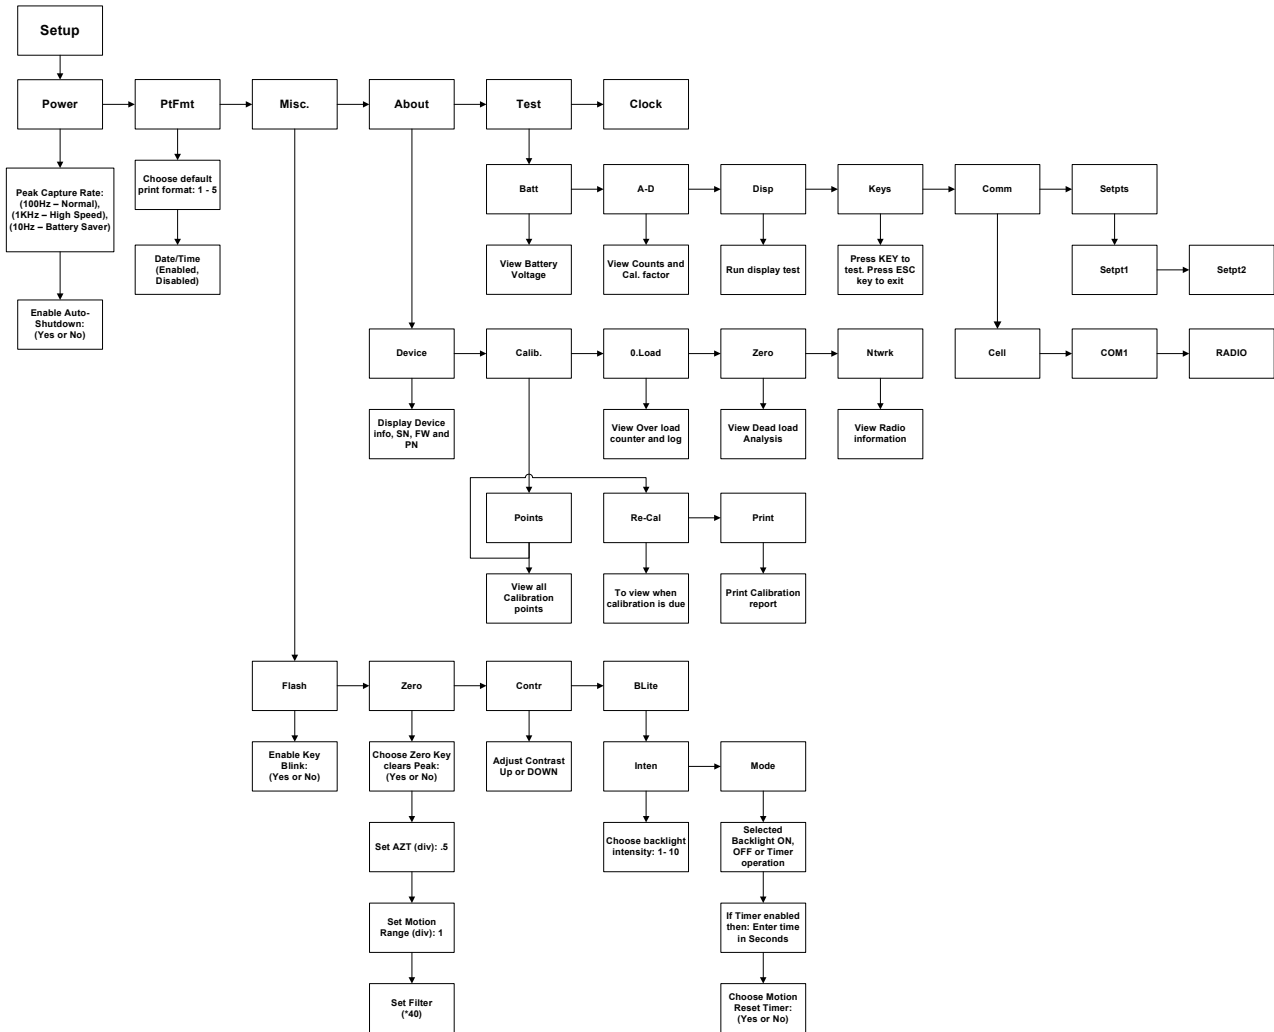 Setup
Power
PtFmt
Misc.
About
Test
Clock
Peak Capture Rate:
(100Hz – Normal),
(1KHz – High Speed),
(10Hz – Battery Saver)
Enable Auto-
Shutdown:
(Yes or No)
Choose default
print format: 1 - 5
Date/Time
(Enabled,
Disabled)
Batt
A-D
Disp
Keys
Comm
Setpts
View Battery
Voltage
View Counts and
Cal. factor
Run display test
Press KEY to
test. Press ESC
key to exit
Setpt1
Setpt2
Device
Calib.
0.Load
Zero
Ntwrk
Cell
COM1
RADIO
Display Device
info, SN, FW and
PN
View Over load
counter and log
View Dead load
Analysis
View Radio
information
Points
Re-Cal
Print
View all
Calibration
points
To view when
calibration is due
Print Calibration
report
Flash
Zero
Contr
BLite
Enable Key
Blink:
(Yes or No)
Choose Zero Key
clears Peak:
(Yes or No)
Adjust Contrast
Up or DOWN
Inten
Mode
Set AZT (div): .5
Choose backlight
intensity: 1- 10
Selected
Backlight ON,
OFF or Timer
operation
Set Motion
Range (div): 1
If Timer enabled
then: Enter time
in Seconds
Set Filter
(*40)
Choose Motion
Reset Timer:
(Yes or No)